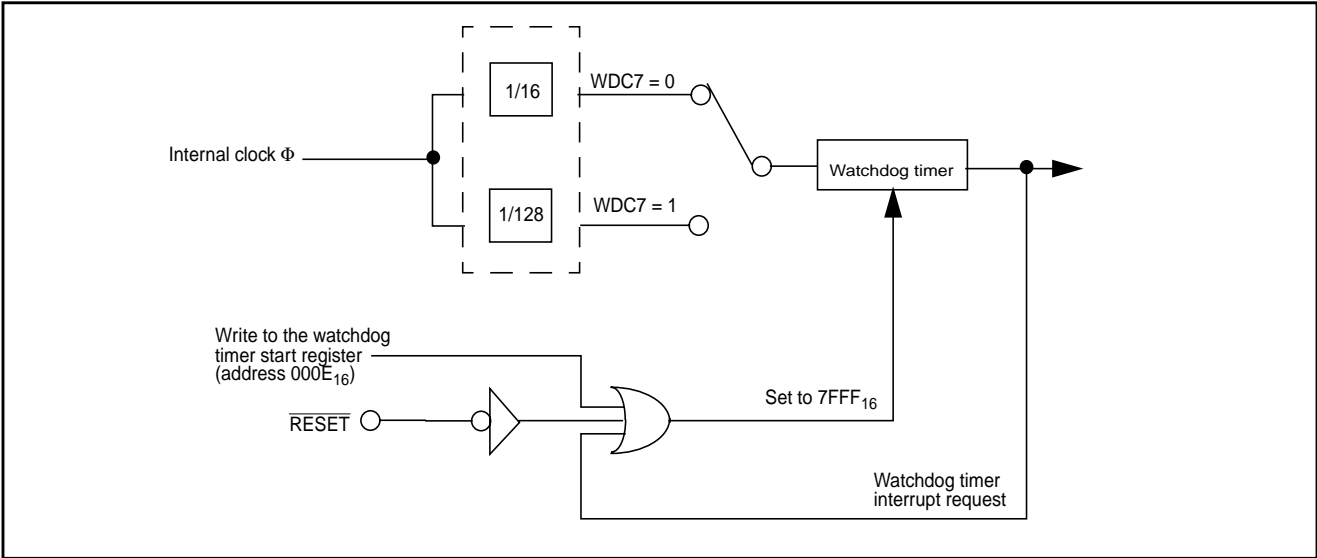 1/16
WDC7 = 0
Internal clock Φ
Watchdog timer
1/128
WDC7 = 1
Write to the watchdog
timer start register
(address 000E16)
Set to 7FFF16
RESET
Watchdog timer
interrupt request